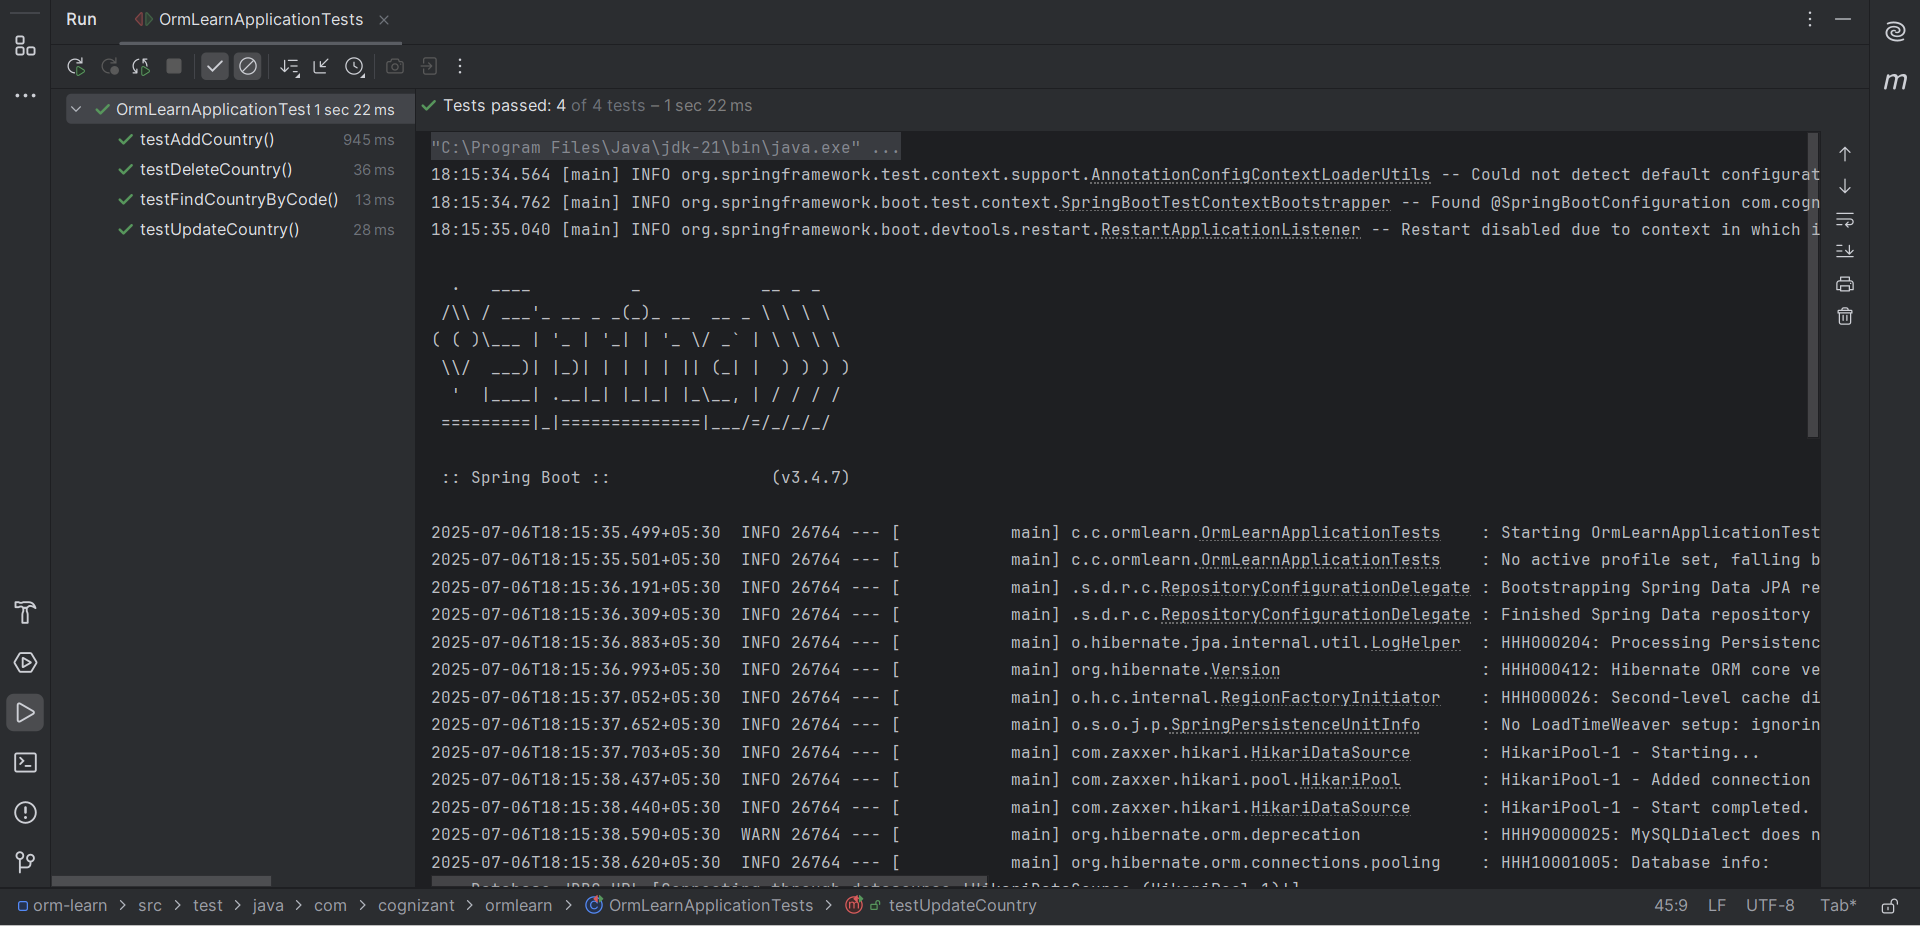 Run
OrmLearnApplicationTests
OrmLearnApplicationTest 1 sec 22 ms
testAddCountry() 945 ms
testDeleteCountry() 36 ms
testFindCountryByCode() 13 ms
testUpdateCountry() 28 ms
Tests passed: 4 of 4 tests – 1 sec 22 ms
"C:\Program Files\Java\jdk-21\bin\java.exe" ...
18:15:34.564 [main] INFO org.springframework.test.context.support.AnnotationConfigContextLoaderUtils -- Could not detect default configurat
18:15:34.762 [main] INFO org.springframework.boot.test.context.SpringBootTestContextBootstrapper -- Found @SpringBootConfiguration com.cogn
18:15:35.040 [main] INFO org.springframework.boot.devtools.restart.RestartApplicationListener -- Restart disabled due to context in which i
  .   ____          _            __ _ _
 /\\ / ___'_ __ _ _(_)_ __  __ _ \ \ \ \
( ( )\___ | '_ | '_| | '_ \/ _` | \ \ \ \
 \\/  ___)| |_)| | | | | || (_| |  ) ) ) )
  '  |____| .__|_| |_|_| |_\__, | / / / /
 =========|_|==============|___/=/_/_/_/
 :: Spring Boot ::                (v3.4.7)
2025-07-06T18:15:35.499+05:30  INFO 26764 --- [           main] c.c.ormlearn.OrmLearnApplicationTests    : Starting OrmLearnApplicationTest
2025-07-06T18:15:35.501+05:30  INFO 26764 --- [           main] c.c.ormlearn.OrmLearnApplicationTests    : No active profile set, falling b
2025-07-06T18:15:36.191+05:30  INFO 26764 --- [           main] .s.d.r.c.RepositoryConfigurationDelegate : Bootstrapping Spring Data JPA re
2025-07-06T18:15:36.309+05:30  INFO 26764 --- [           main] .s.d.r.c.RepositoryConfigurationDelegate : Finished Spring Data repository
2025-07-06T18:15:36.883+05:30  INFO 26764 --- [           main] o.hibernate.jpa.internal.util.LogHelper  : HHH000204: Processing Persistenc
2025-07-06T18:15:36.993+05:30  INFO 26764 --- [           main] org.hibernate.Version                    : HHH000412: Hibernate ORM core ve
2025-07-06T18:15:37.052+05:30  INFO 26764 --- [           main] o.h.c.internal.RegionFactoryInitiator    : HHH000026: Second-level cache di
2025-07-06T18:15:37.652+05:30  INFO 26764 --- [           main] o.s.o.j.p.SpringPersistenceUnitInfo      : No LoadTimeWeaver setup: ignorin
2025-07-06T18:15:37.703+05:30  INFO 26764 --- [           main] com.zaxxer.hikari.HikariDataSource       : HikariPool-1 - Starting...
2025-07-06T18:15:38.437+05:30  INFO 26764 --- [           main] com.zaxxer.hikari.pool.HikariPool        : HikariPool-1 - Added connection
2025-07-06T18:15:38.440+05:30  INFO 26764 --- [           main] com.zaxxer.hikari.HikariDataSource       : HikariPool-1 - Start completed.
2025-07-06T18:15:38.590+05:30  WARN 26764 --- [           main] org.hibernate.orm.deprecation            : HHH90000025: MySQLDialect does n
2025-07-06T18:15:38.620+05:30  INFO 26764 --- [           main] org.hibernate.orm.connections.pooling    : HHH10001005: Database info:
Database JDBC URL [Connecting through datasource 'HikariDataSource (HikariPool-1)']
orm-learn > src > test > java > com > cognizant > ormlearn > OrmLearnApplicationTests > testUpdateCountry
45:9 LF UTF-8 Tab*